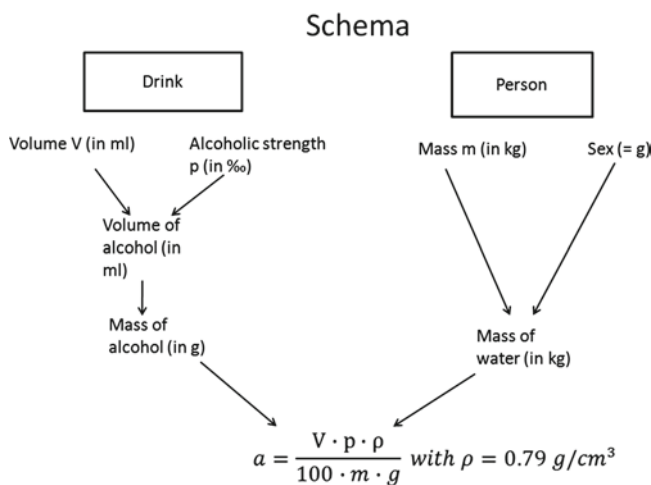 Schema
Drink
Person
Volume V (in ml)
Alcoholic strength
p (in ‰)
Mass m (in kg)
Sex (= g)
Volume of
alcohol (in
ml)
Mass of
alcohol (in g)
Mass of
water (in kg)
a = \frac{V · p · ρ}{100 · m · g} with ρ = 0.79 g/cm³